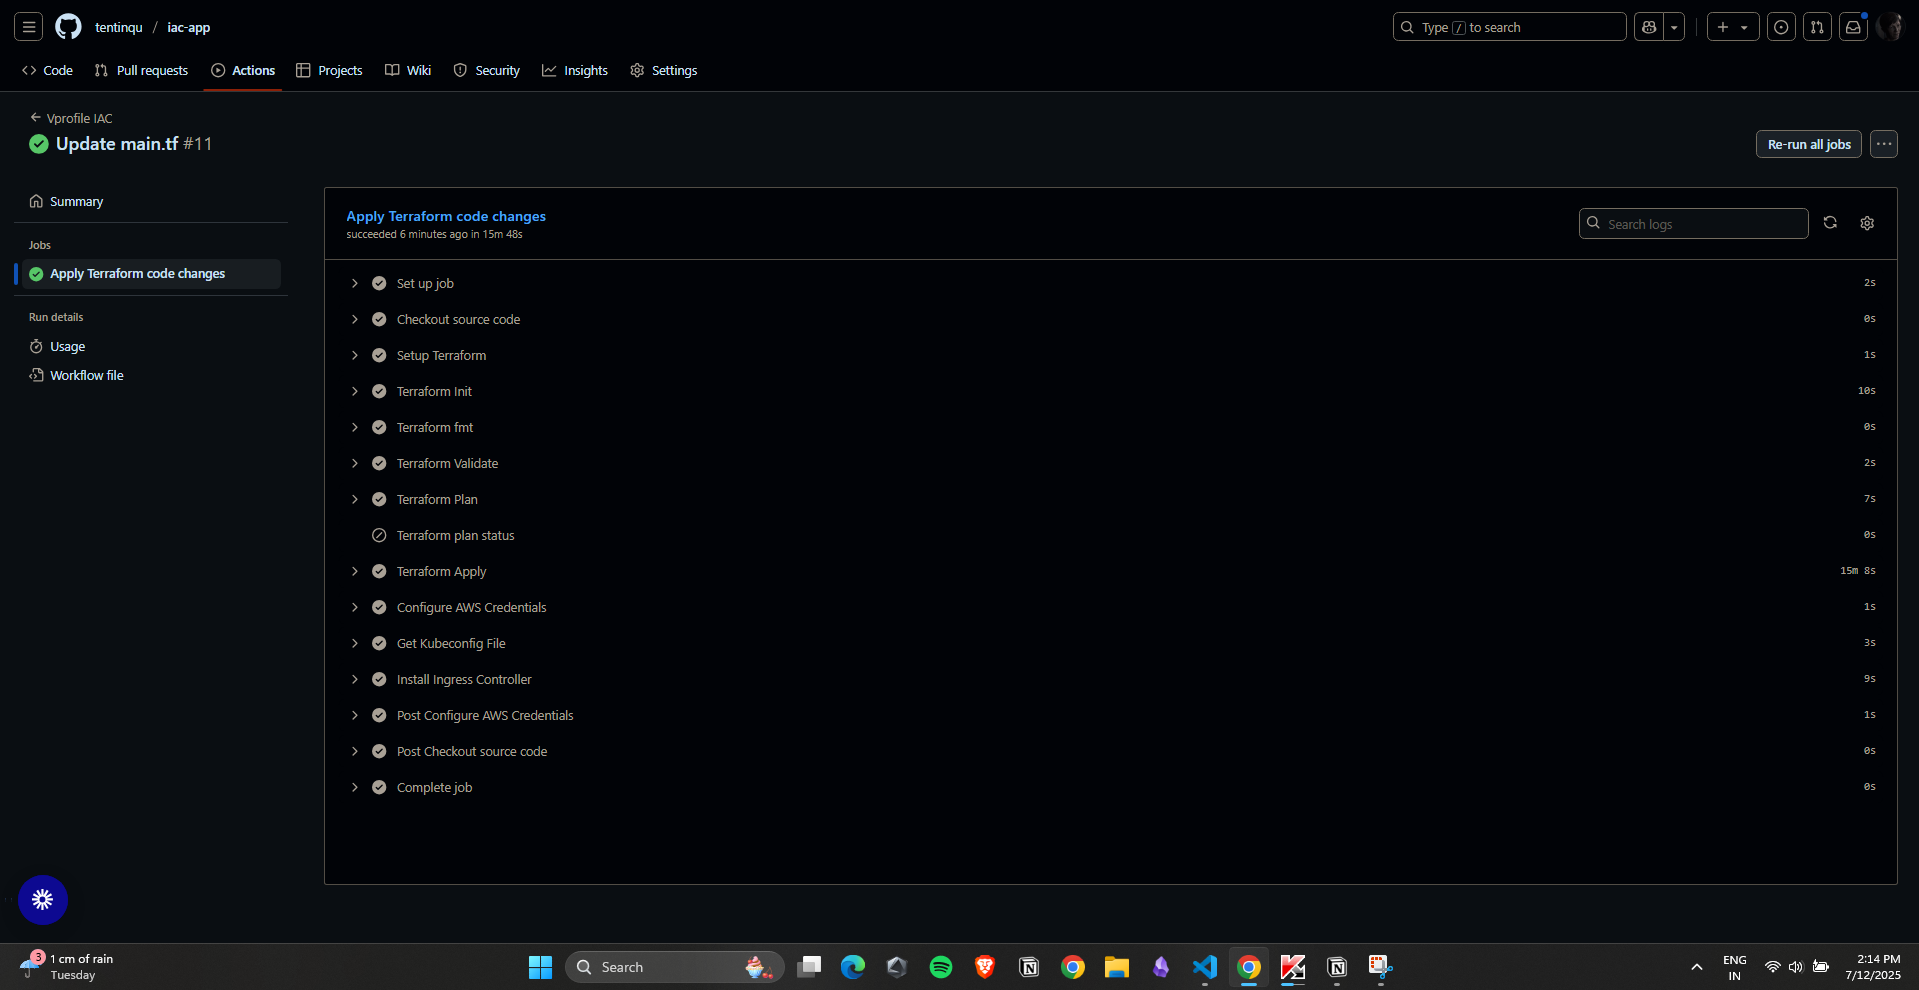 tentinqu / iac-app
Type / to search
Code
Pull requests
Actions
Projects
Wiki
Security
Insights
Settings
Vprofile IAC
Update main.tf #11
Re-run all jobs
Summary
Jobs
Apply Terraform code changes
Run details
Usage
Workflow file
Apply Terraform code changes
succeeded 6 minutes ago in 15m 48s
Search logs
Set up job 2s
Checkout source code 0s
Setup Terraform 1s
Terraform Init 10s
Terraform fmt 0s
Terraform Validate 2s
Terraform Plan 7s
Terraform plan status 0s
Terraform Apply 15m 8s
Configure AWS Credentials 1s
Get Kubeconfig File 3s
Install Ingress Controller 9s
Post Configure AWS Credentials 1s
Post Checkout source code 0s
Complete job 0s
3
1 cm of rain
Tuesday
Search
ENG
IN
2:14 PM
7/12/2025